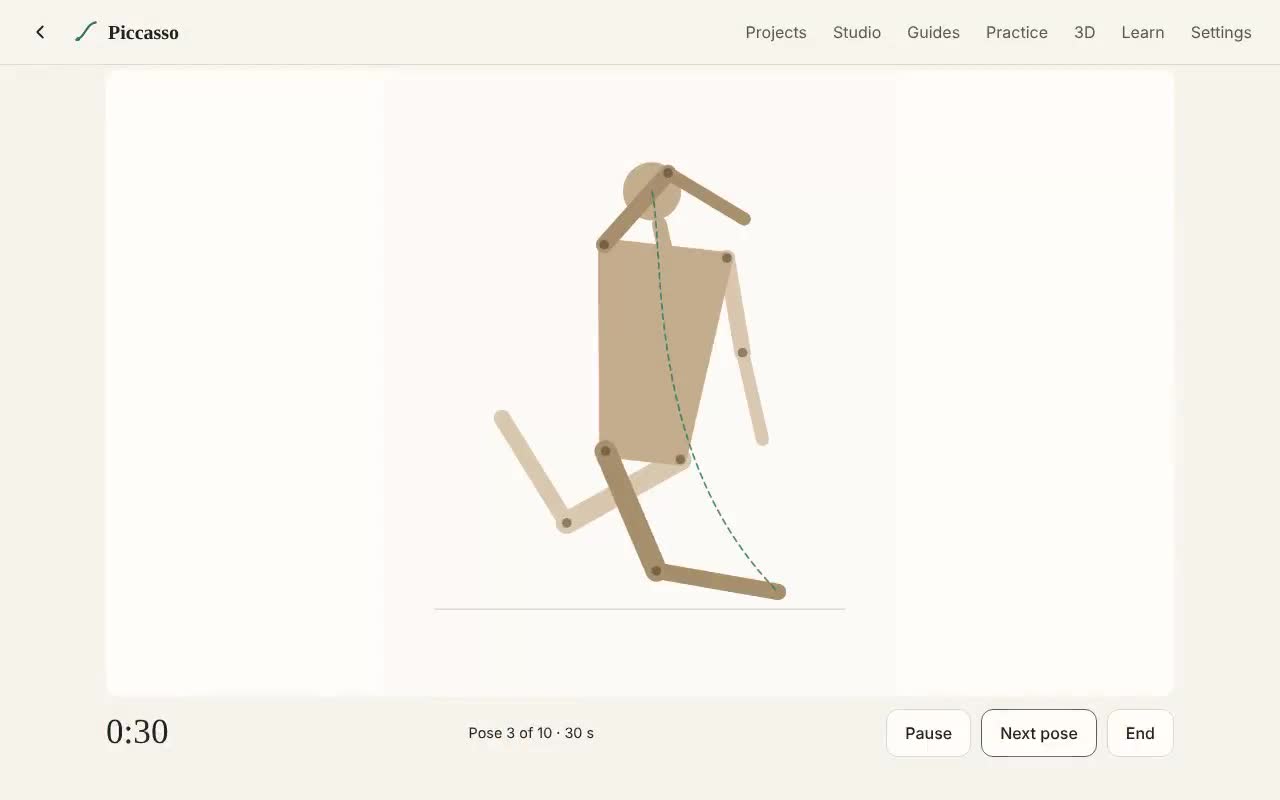 Piccasso
Projects Studio Guides Practice 3D Learn Settings
0:30
Pose 3 of 10 · 30 s
Pause Next pose End